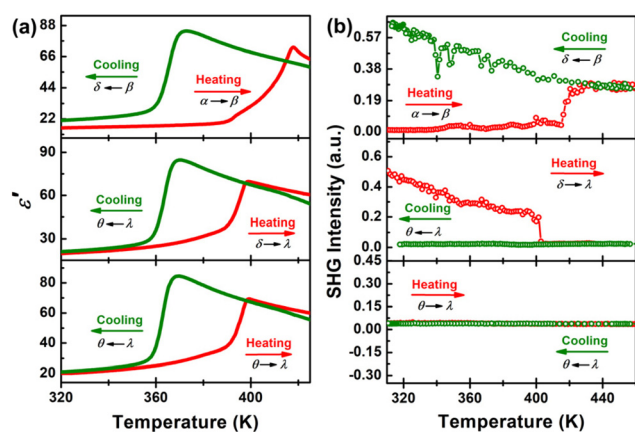 (a)
ε'
88
66
44
22
Cooling
δ ← β
Heating
α → β
90
60
30
Cooling
θ ← λ
Heating
δ → λ
80
60
40
20
Cooling
θ ← λ
Heating
θ → λ
320 360 400
Temperature (K)
(b)
SHG Intensity (a.u.)
0.57
0.38
0.19
0.00
Cooling
δ ← β
Heating
α → β
0.6
0.4
0.2
0.0
Heating
δ → λ
Cooling
θ ← λ
0.45
0.30
0.15
0.00
-0.15
-0.30
Heating
θ → λ
Cooling
θ ← λ
320 360 400 440
Temperature (K)